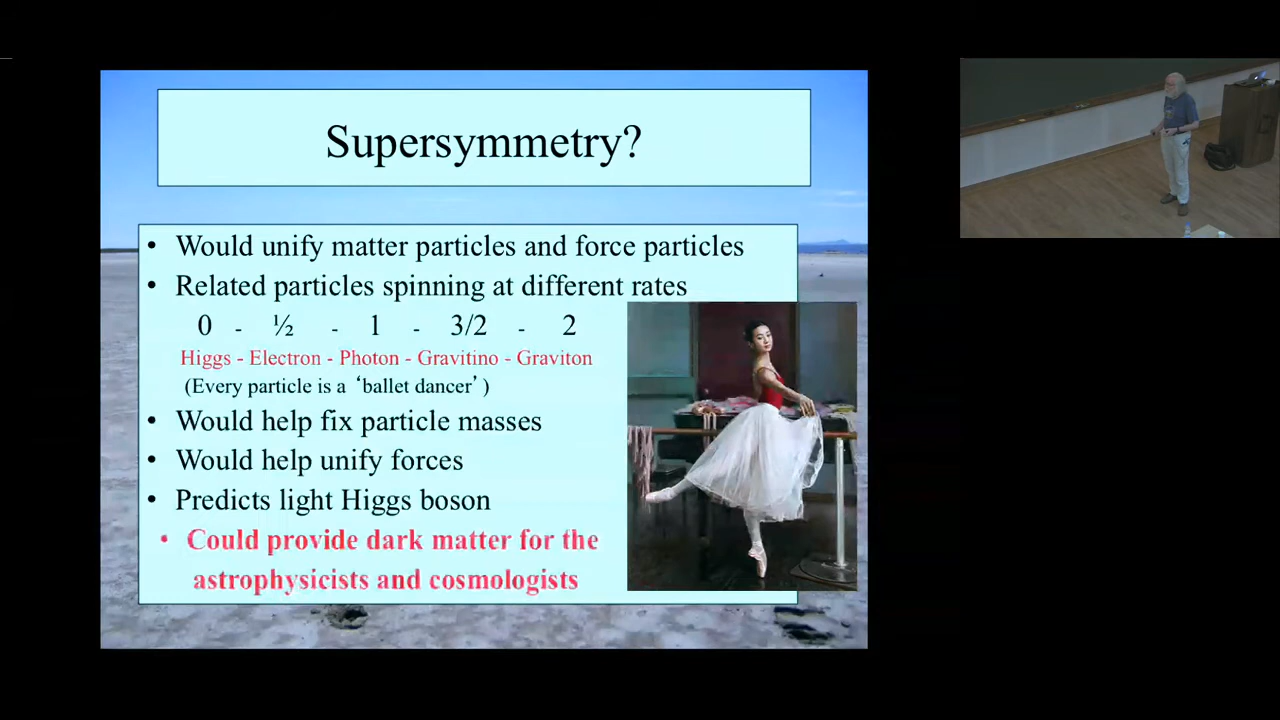 Supersymmetry?
• Would unify matter particles and force particles
• Related particles spinning at different rates
0 - ½ - 1 - 3/2 - 2
Higgs - Electron - Photon - Gravitino - Graviton
(Every particle is a ‘ballet dancer’)
• Would help fix particle masses
• Would help unify forces
• Predicts light Higgs boson
• Could provide dark matter for the
astrophysicists and cosmologists